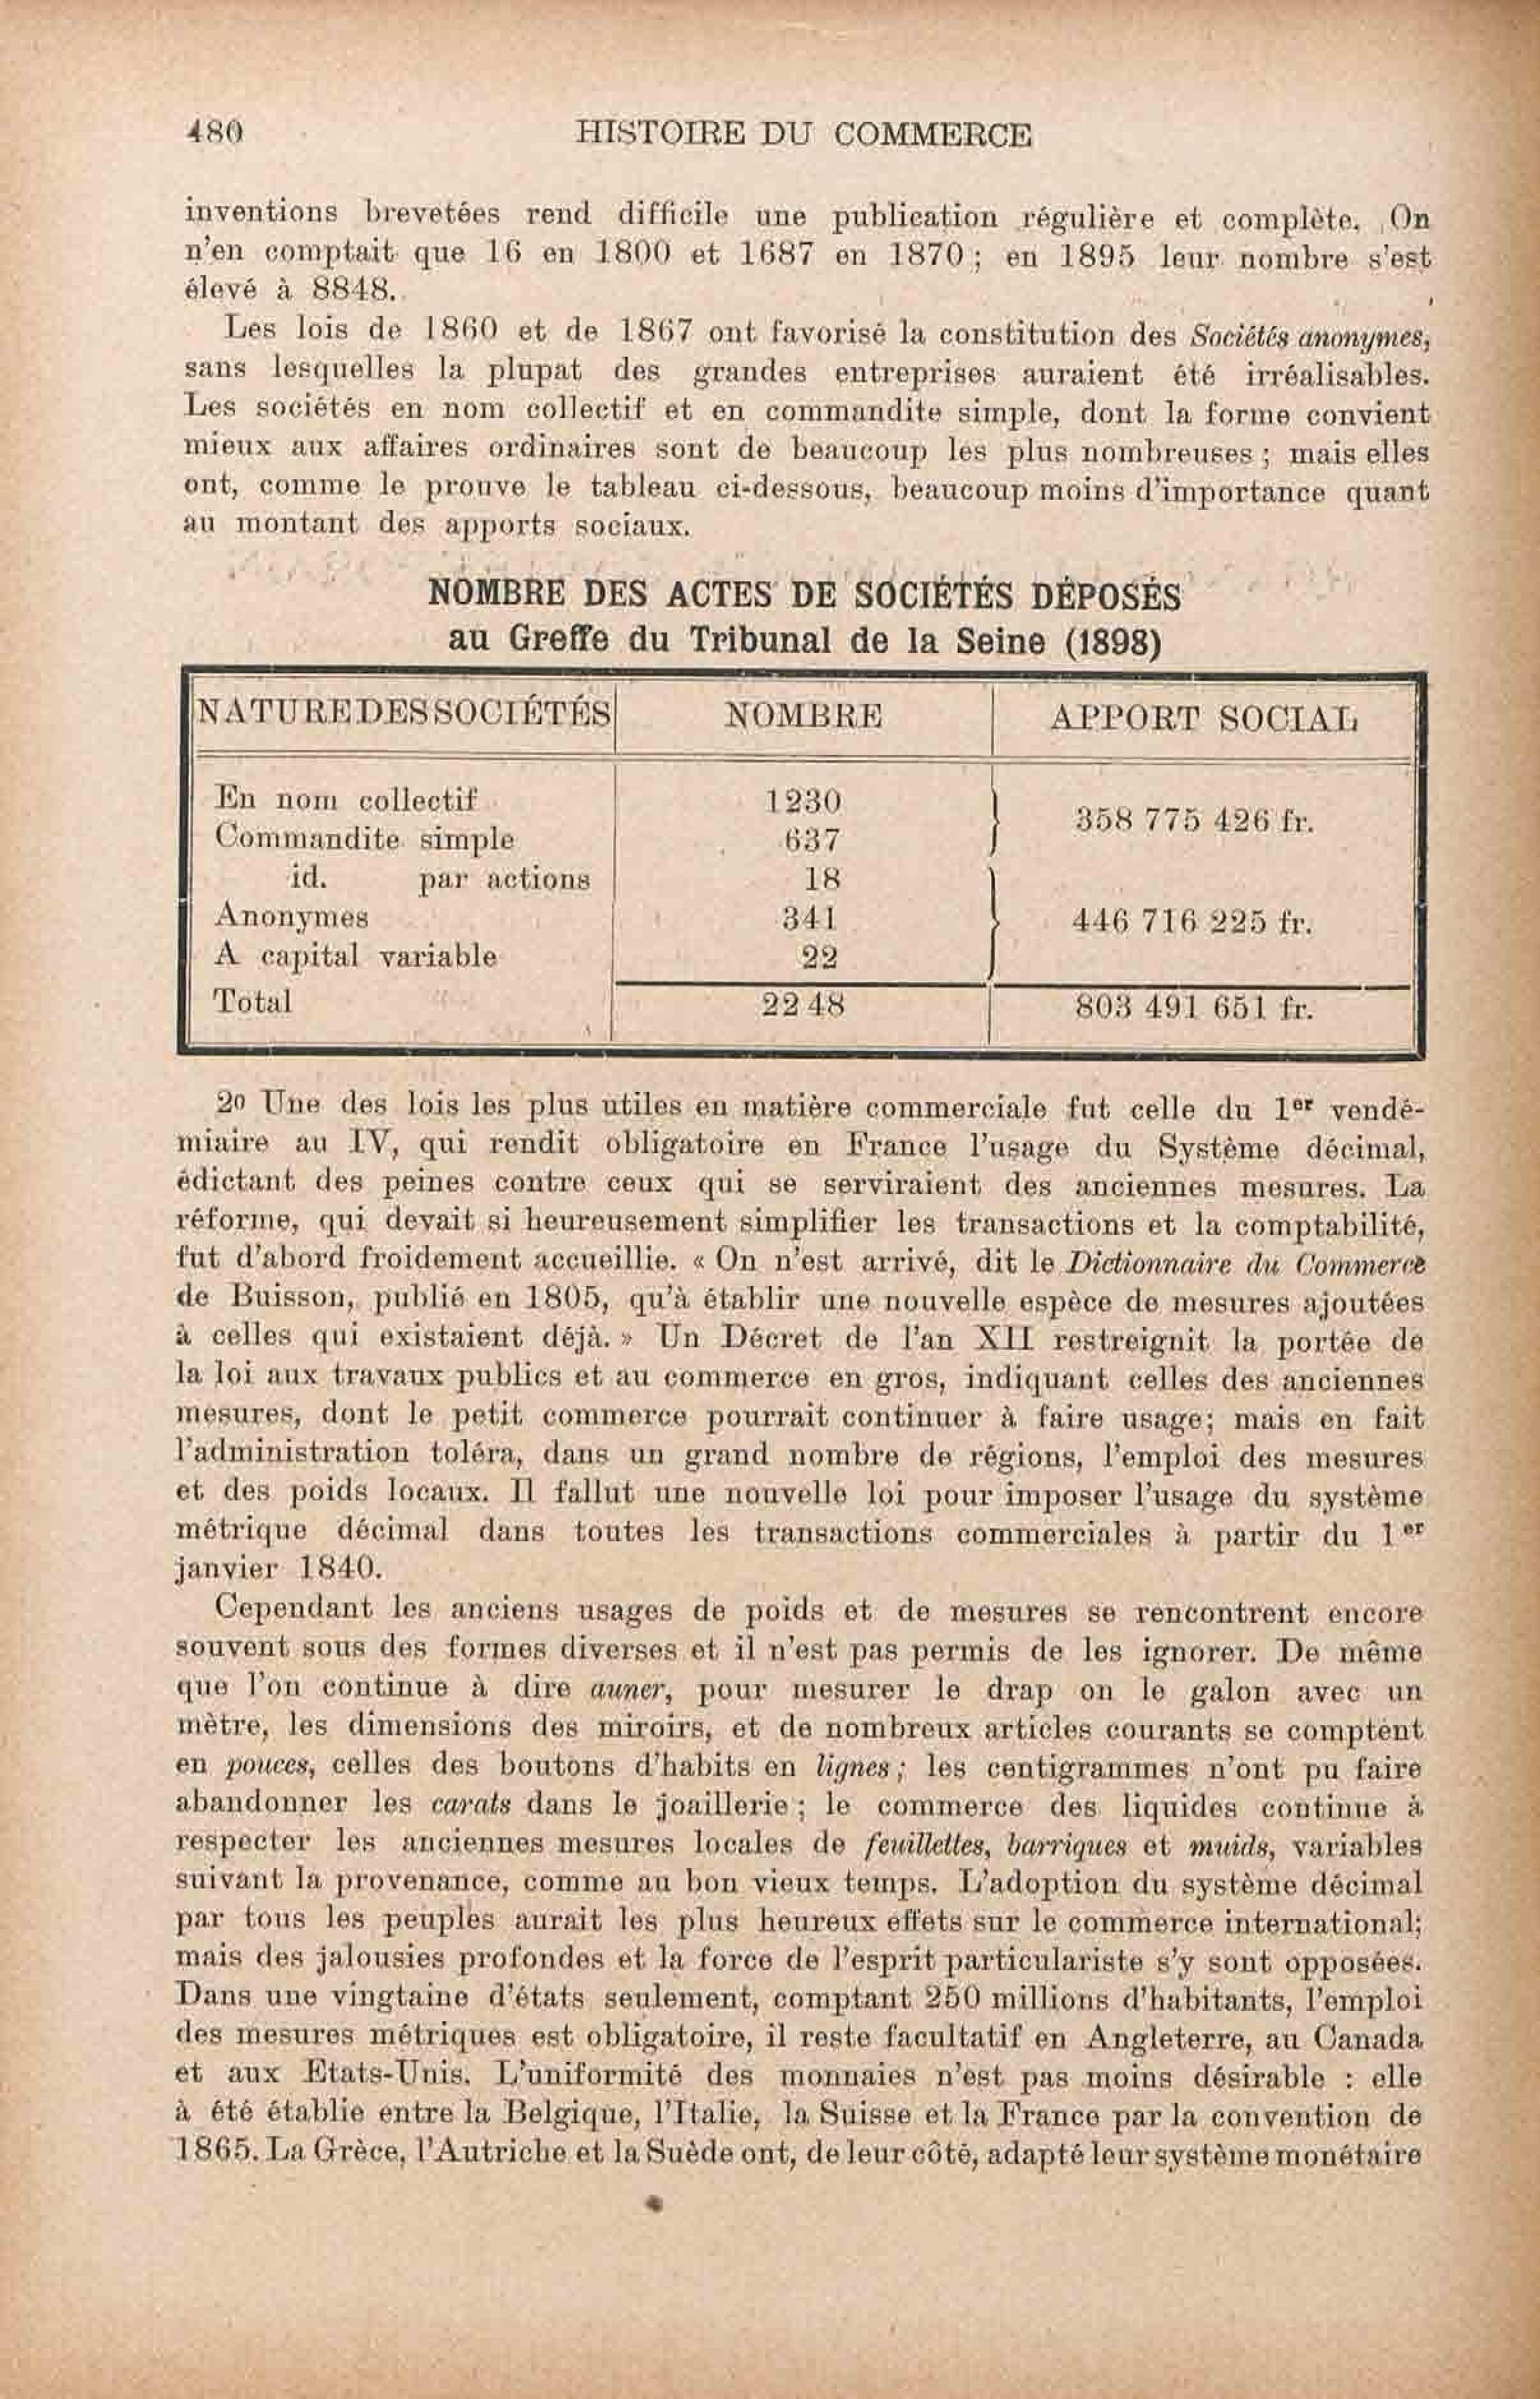 480 HISTOIRE DU COMMERCE
inventions brevetées rend difficile une publication régulière et complète. On
n'en comptait que 16 en 1800 et 1687 en 1870 ; en 1895 leur nombre s'est
élevé à 8848.
Les lois de 1860 et de 1867 ont favorisé la constitution des Sociétés anonymes,
sans lesquelles la plupat des grandes entreprises auraient été irréalisables.
Les sociétés en nom collectif et en commandite simple, dont la forme convient
mieux aux affaires ordinaires sont de beaucoup les plus nombreuses ; mais elles
ont, comme le prouve le tableau ci-dessous, beaucoup moins d'importance quant
au montant des apports sociaux.
NOMBRE DES ACTES DE SOCIÉTÉS DÉPOSÉS
au Greffe du Tribunal de la Seine (1898)
NATURE DES SOCIÉTÉS NOMBRE APPORT SOCIAL
En nom collectif 1230
358 775 426 fr.
Commandite simple 637
id. par actions 18
Anonymes 341 446 716 225 fr.
A capital variable 22
Total 2248 803 491 651 fr.
2o Une des lois les plus utiles en matière commerciale fut celle du 1er vendé-
miaire au IV, qui rendit obligatoire en France l'usage du Système décimal,
édictant des peines contre ceux qui se serviraient des anciennes mesures. La
réforme, qui devait si heureusement simplifier les transactions et la comptabilité,
fut d'abord froidement accueillie. « On n'est arrivé, dit le Dictionnaire du Commerce
de Buisson, publié en 1805, qu'à établir une nouvelle espèce de mesures ajoutées
à celles qui existaient déjà. » Un Décret de l'an XII restreignit la portée de
la loi aux travaux publics et au commerce en gros, indiquant celles des anciennes
mesures, dont le petit commerce pourrait continuer à faire usage; mais en fait
l'administration toléra, dans un grand nombre de régions, l'emploi des mesures
et des poids locaux. Il fallut une nouvelle loi pour imposer l'usage du système
métrique décimal dans toutes les transactions commerciales à partir du 1er
janvier 1840.
Cependant les anciens usages de poids et de mesures se rencontrent encore
souvent sous des formes diverses et il n'est pas permis de les ignorer. De même
que l'on continue à dire auner, pour mesurer le drap on le galon avec un
mètre, les dimensions des miroirs, et de nombreux articles courants se comptent
en pouces, celles des boutons d'habits en lignes ; les centigrammes n'ont pu faire
abandonner les carats dans le joaillerie ; le commerce des liquides continue à
respecter les anciennes mesures locales de feuillettes, barriques et muids, variables
suivant la provenance, comme au bon vieux temps. L'adoption du système décimal
par tous les peuples aurait les plus heureux effets sur le commerce international;
mais des jalousies profondes et la force de l'esprit particulariste s'y sont opposées.
Dans une vingtaine d'états seulement, comptant 250 millions d'habitants, l'emploi
des mesures métriques est obligatoire, il reste facultatif en Angleterre, au Canada
et aux Etats-Unis. L'uniformité des monnaies n'est pas moins désirable : elle
à été établie entre la Belgique, l'Italie, la Suisse et la France par la convention de
1865. La Grèce, l'Autriche et la Suède ont, de leur côté, adapté leur système monétaire